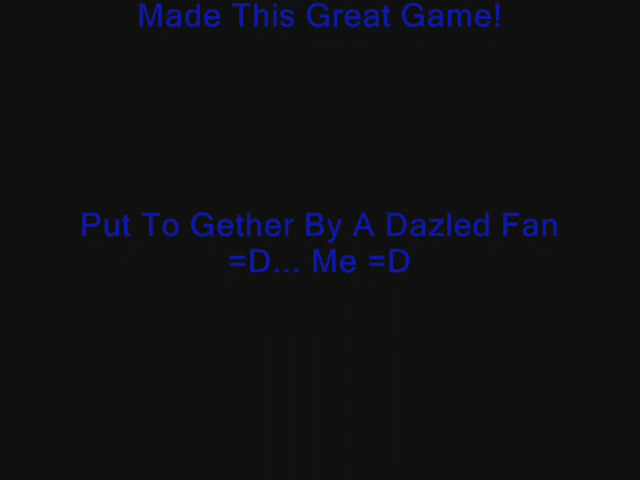 Made This Great Game!
Put To Gether By A Dazled Fan
=D... Me =D